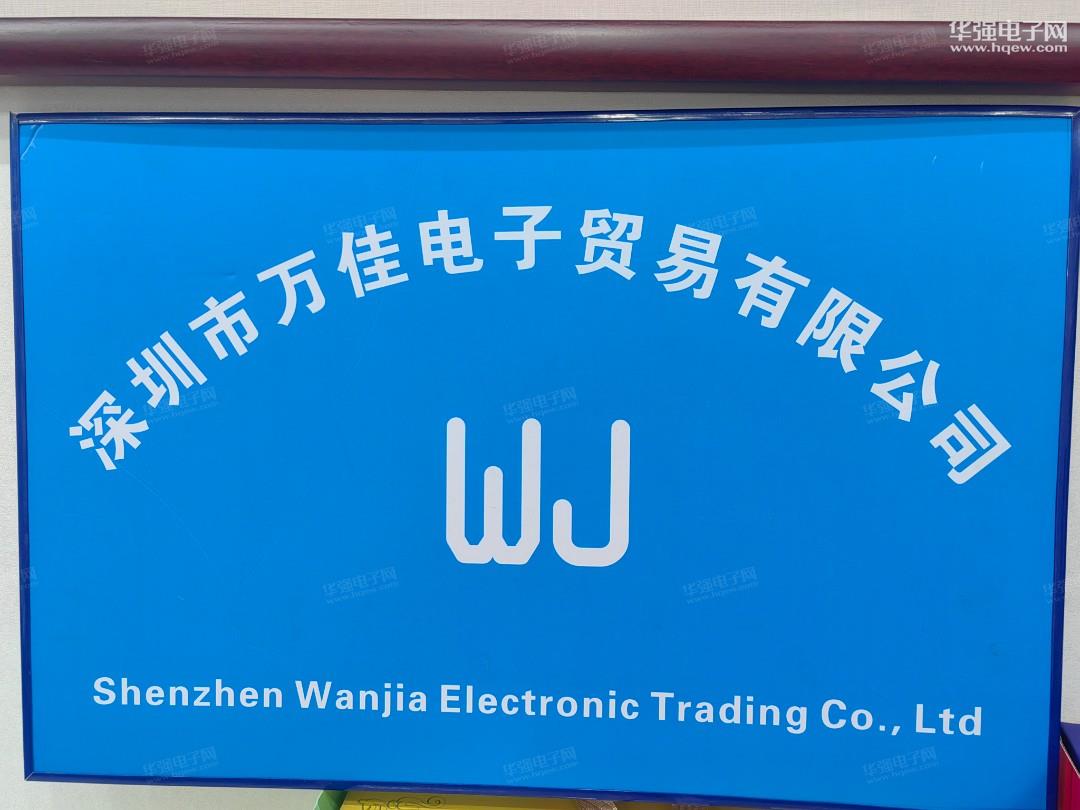 华强电子网
www.hqew.com
深圳市万佳电子贸易有限公司
WJ
Shenzhen Wanjia Electronic Trading Co., Ltd